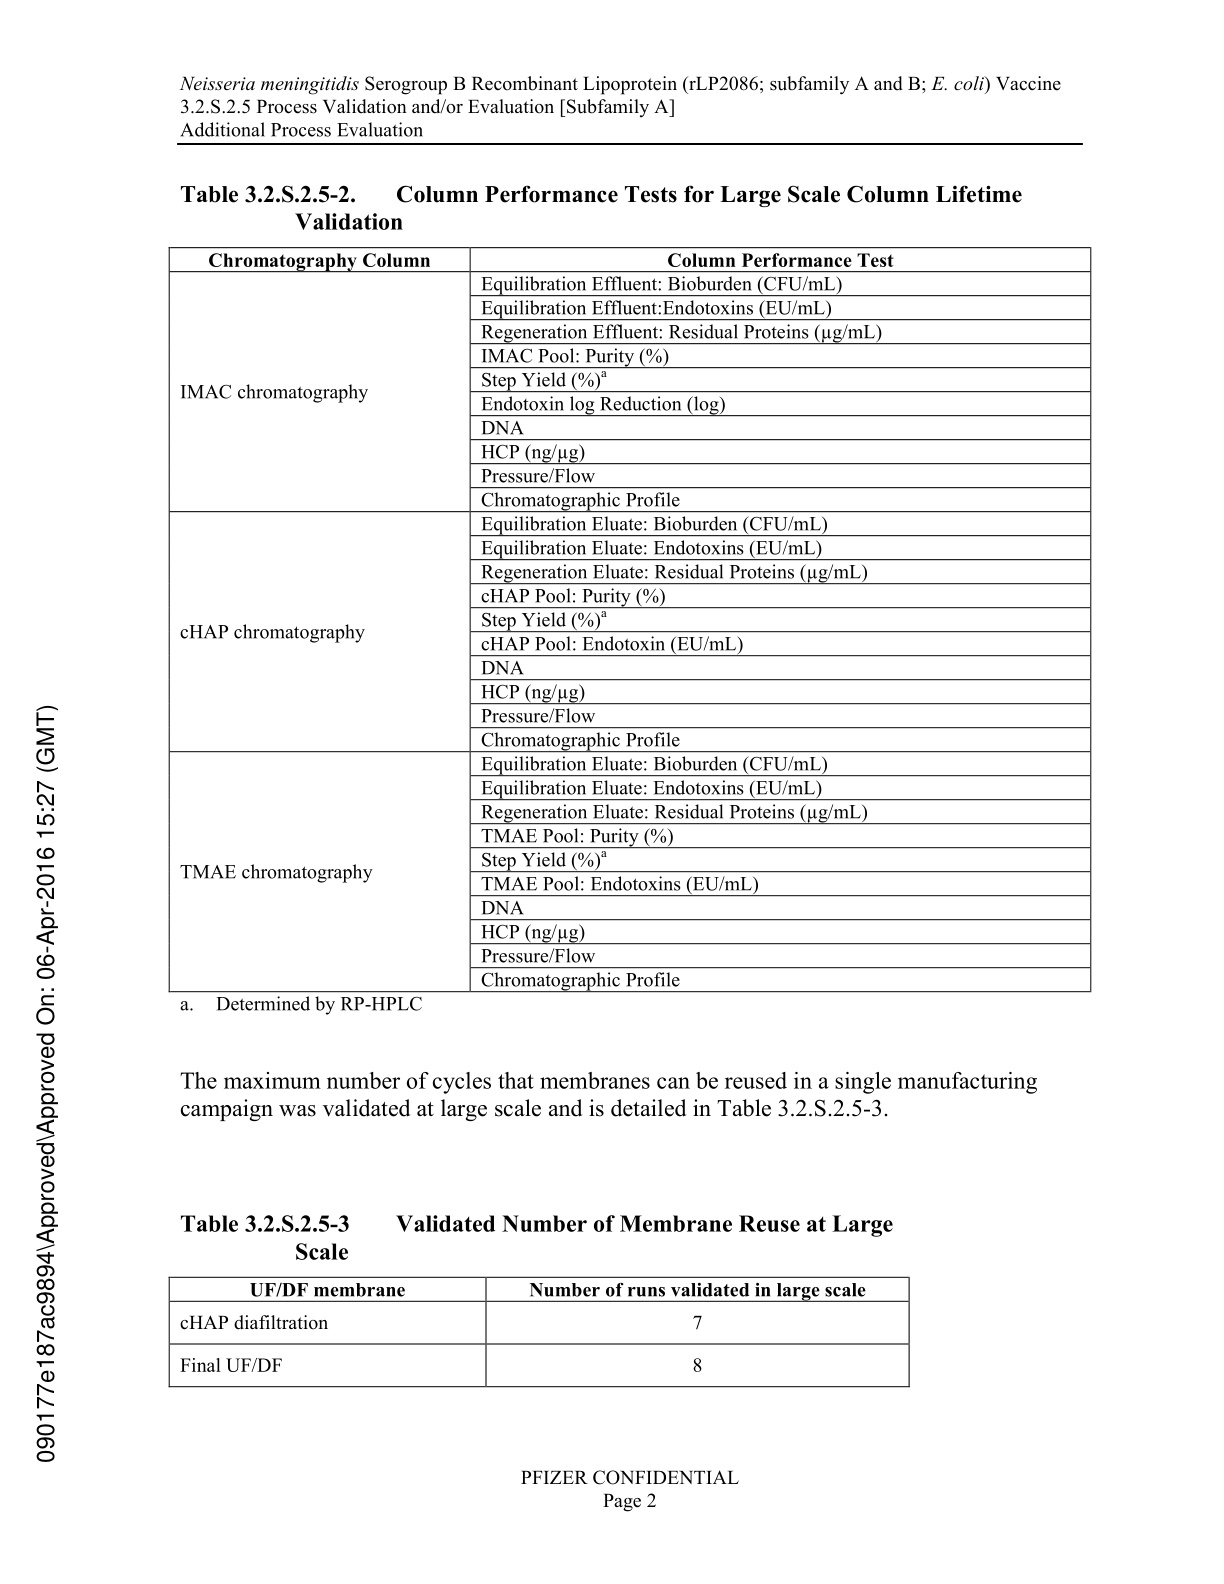 Neisseria meningitidis Serogroup B Recombinant Lipoprotein (rLP2086; subfamily A and B; E. coli) Vaccine
3.2.S.2.5 Process Validation and/or Evaluation [Subfamily A]
Additional Process Evaluation
Table 3.2.S.2.5-2. Column Performance Tests for Large Scale Column Lifetime
Validation
Chromatography Column Column Performance Test
IMAC chromatography
Equilibration Effluent: Bioburden (CFU/mL)
Equilibration Effluent:Endotoxins (EU/mL)
Regeneration Effluent: Residual Proteins (µg/mL)
IMAC Pool: Purity (%)
Step Yield (%)a
Endotoxin log Reduction (log)
DNA
HCP (ng/µg)
Pressure/Flow
Chromatographic Profile
cHAP chromatography
Equilibration Eluate: Bioburden (CFU/mL)
Equilibration Eluate: Endotoxins (EU/mL)
Regeneration Eluate: Residual Proteins (µg/mL)
cHAP Pool: Purity (%)
Step Yield (%)a
cHAP Pool: Endotoxin (EU/mL)
DNA
HCP (ng/µg)
Pressure/Flow
Chromatographic Profile
TMAE chromatography
Equilibration Eluate: Bioburden (CFU/mL)
Equilibration Eluate: Endotoxins (EU/mL)
Regeneration Eluate: Residual Proteins (µg/mL)
TMAE Pool: Purity (%)
Step Yield (%)a
TMAE Pool: Endotoxins (EU/mL)
DNA
HCP (ng/µg)
Pressure/Flow
Chromatographic Profile
a. Determined by RP-HPLC
The maximum number of cycles that membranes can be reused in a single manufacturing
campaign was validated at large scale and is detailed in Table 3.2.S.2.5-3.
Table 3.2.S.2.5-3 Validated Number of Membrane Reuse at Large
Scale
UF/DF membrane Number of runs validated in large scale
cHAP diafiltration 7
Final UF/DF 8
PFIZER CONFIDENTIAL
Page 2
090177e187ac9894\Approved\Approved On: 06-Apr-2016 15:27 (GMT)